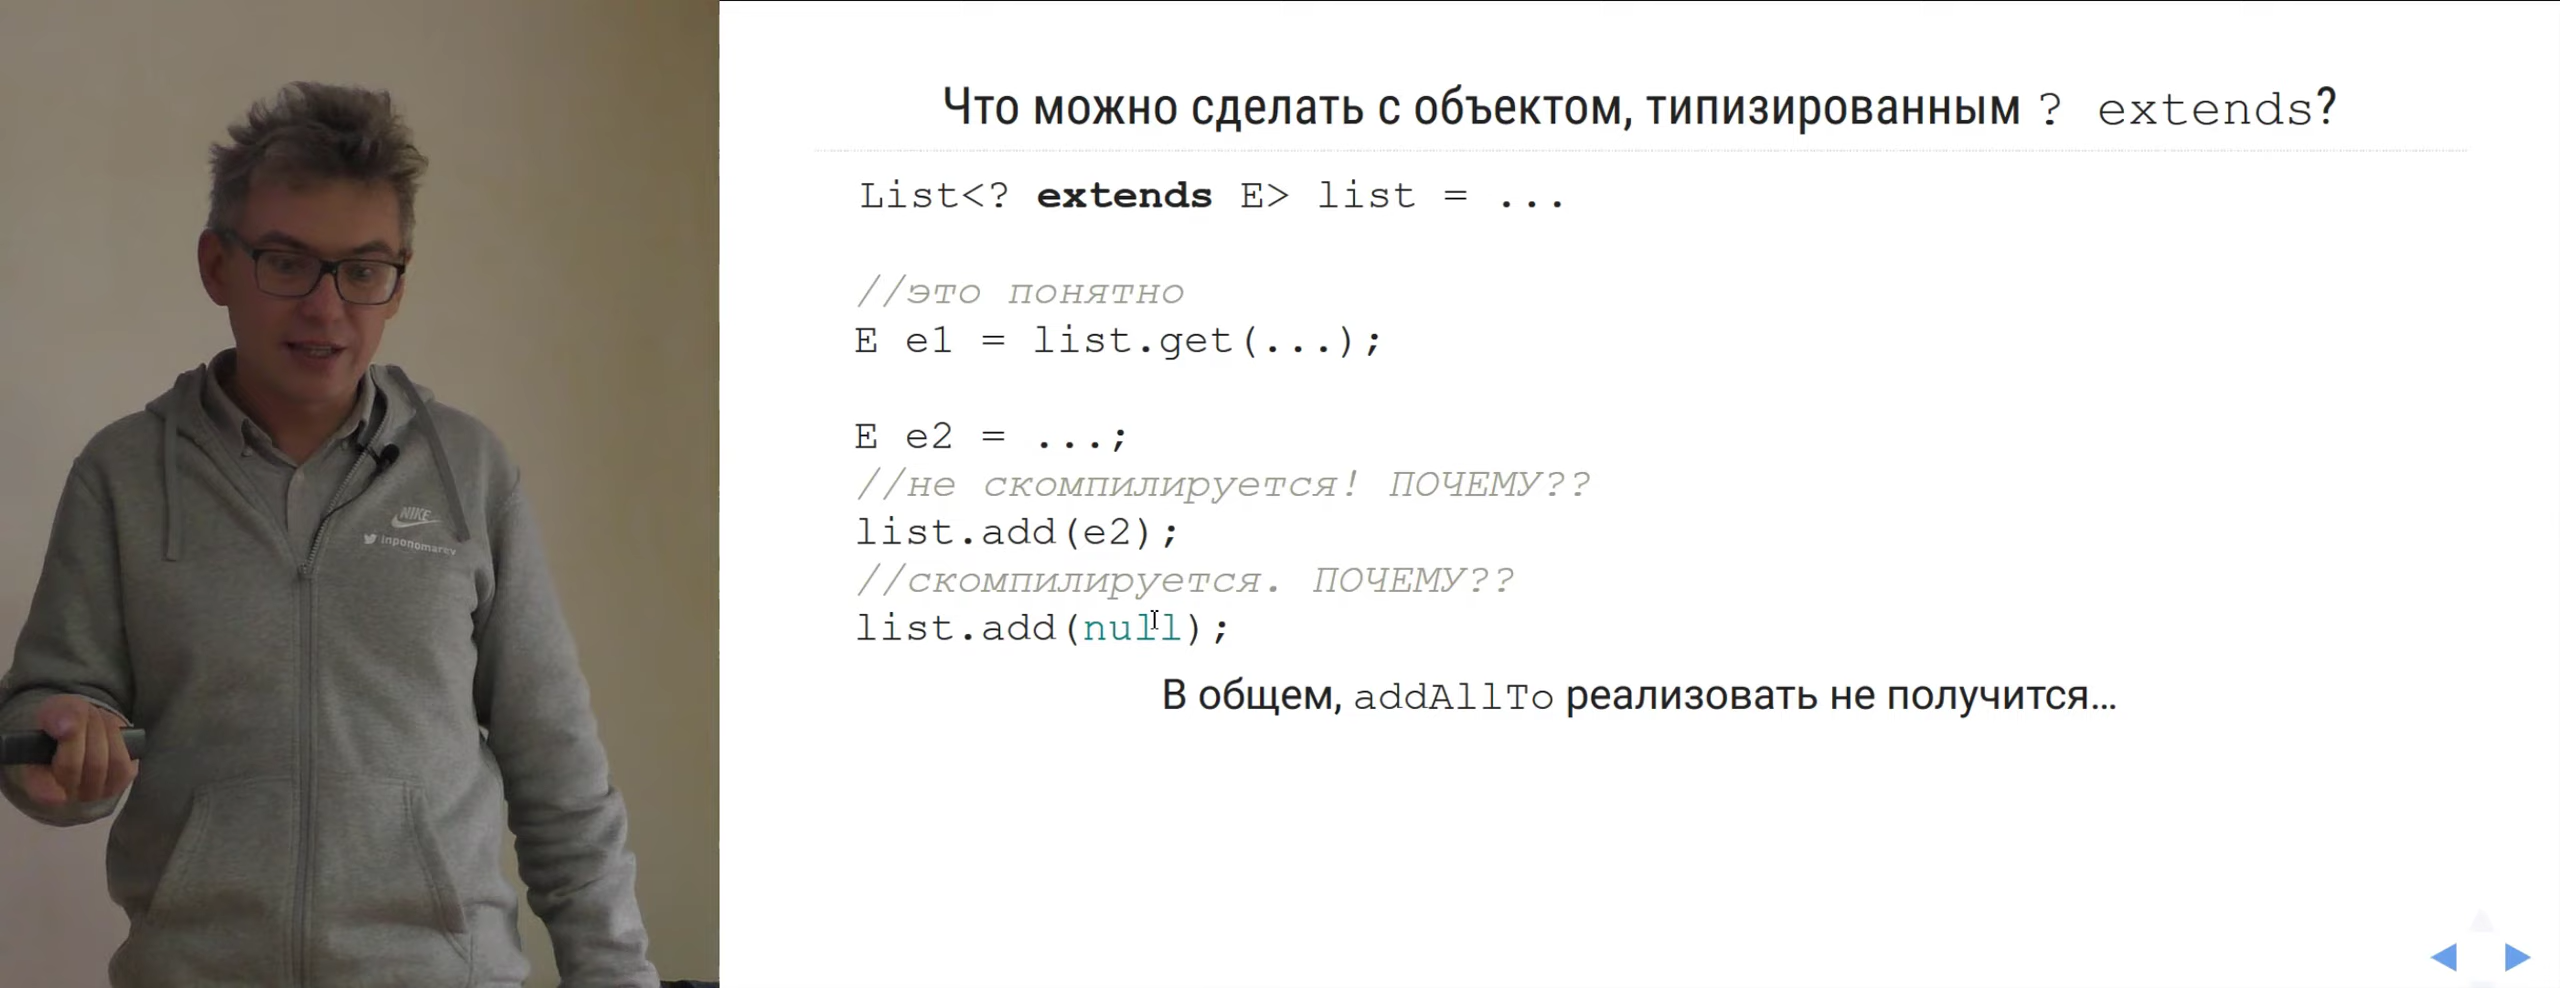 Что можно сделать с объектом, типизированным ? extends?
List<? extends E> list = ...
//это понятно
E e1 = list.get(...);
E e2 = ...;
//не скомпилируется! ПОЧЕМУ??
list.add(e2);
//скомпилируется. ПОЧЕМУ??
list.add(null);
В общем, addAllTo реализовать не получится…
NIKE
inponomarev